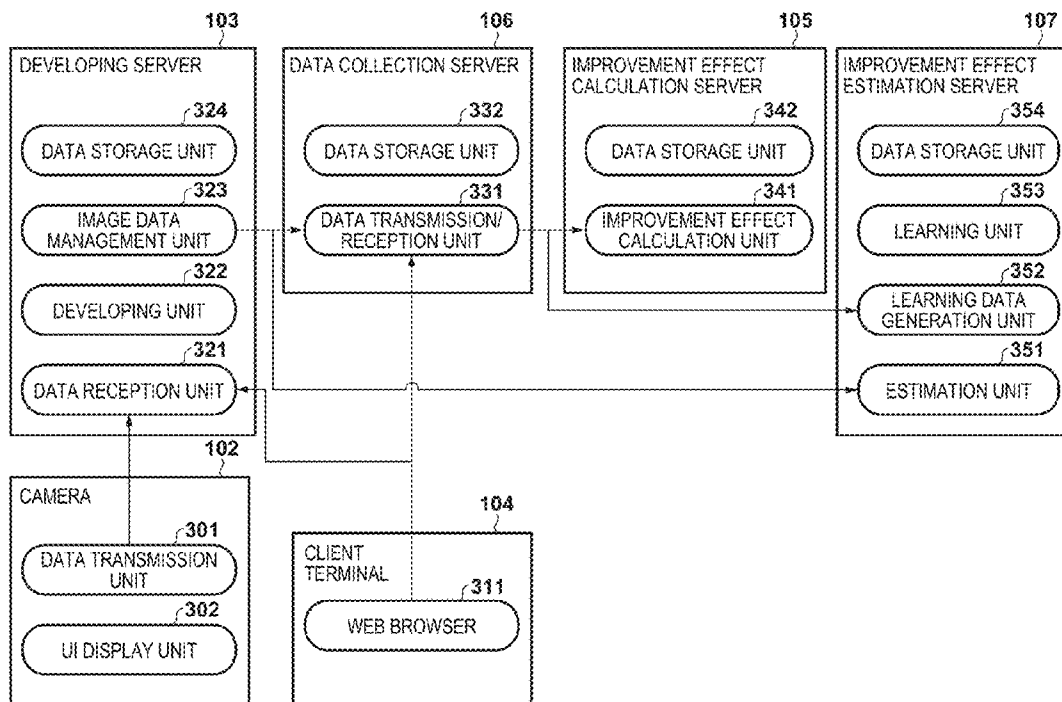 103
DEVELOPING SERVER
324
DATA STORAGE UNIT
323
IMAGE DATA
MANAGEMENT UNIT
322
DEVELOPING UNIT
321
DATA RECEPTION UNIT
106
DATA COLLECTION SERVER
332
DATA STORAGE UNIT
331
DATA TRANSMISSION/
RECEPTION UNIT
105
IMPROVEMENT EFFECT
CALCULATION SERVER
342
DATA STORAGE UNIT
341
IMPROVEMENT EFFECT
CALCULATION UNIT
107
IMPROVEMENT EFFECT
ESTIMATION SERVER
354
DATA STORAGE UNIT
353
LEARNING UNIT
352
LEARNING DATA
GENERATION UNIT
351
ESTIMATION UNIT
102
CAMERA
301
DATA TRANSMISSION
UNIT
302
UI DISPLAY UNIT
104
CLIENT
TERMINAL
311
WEB BROWSER